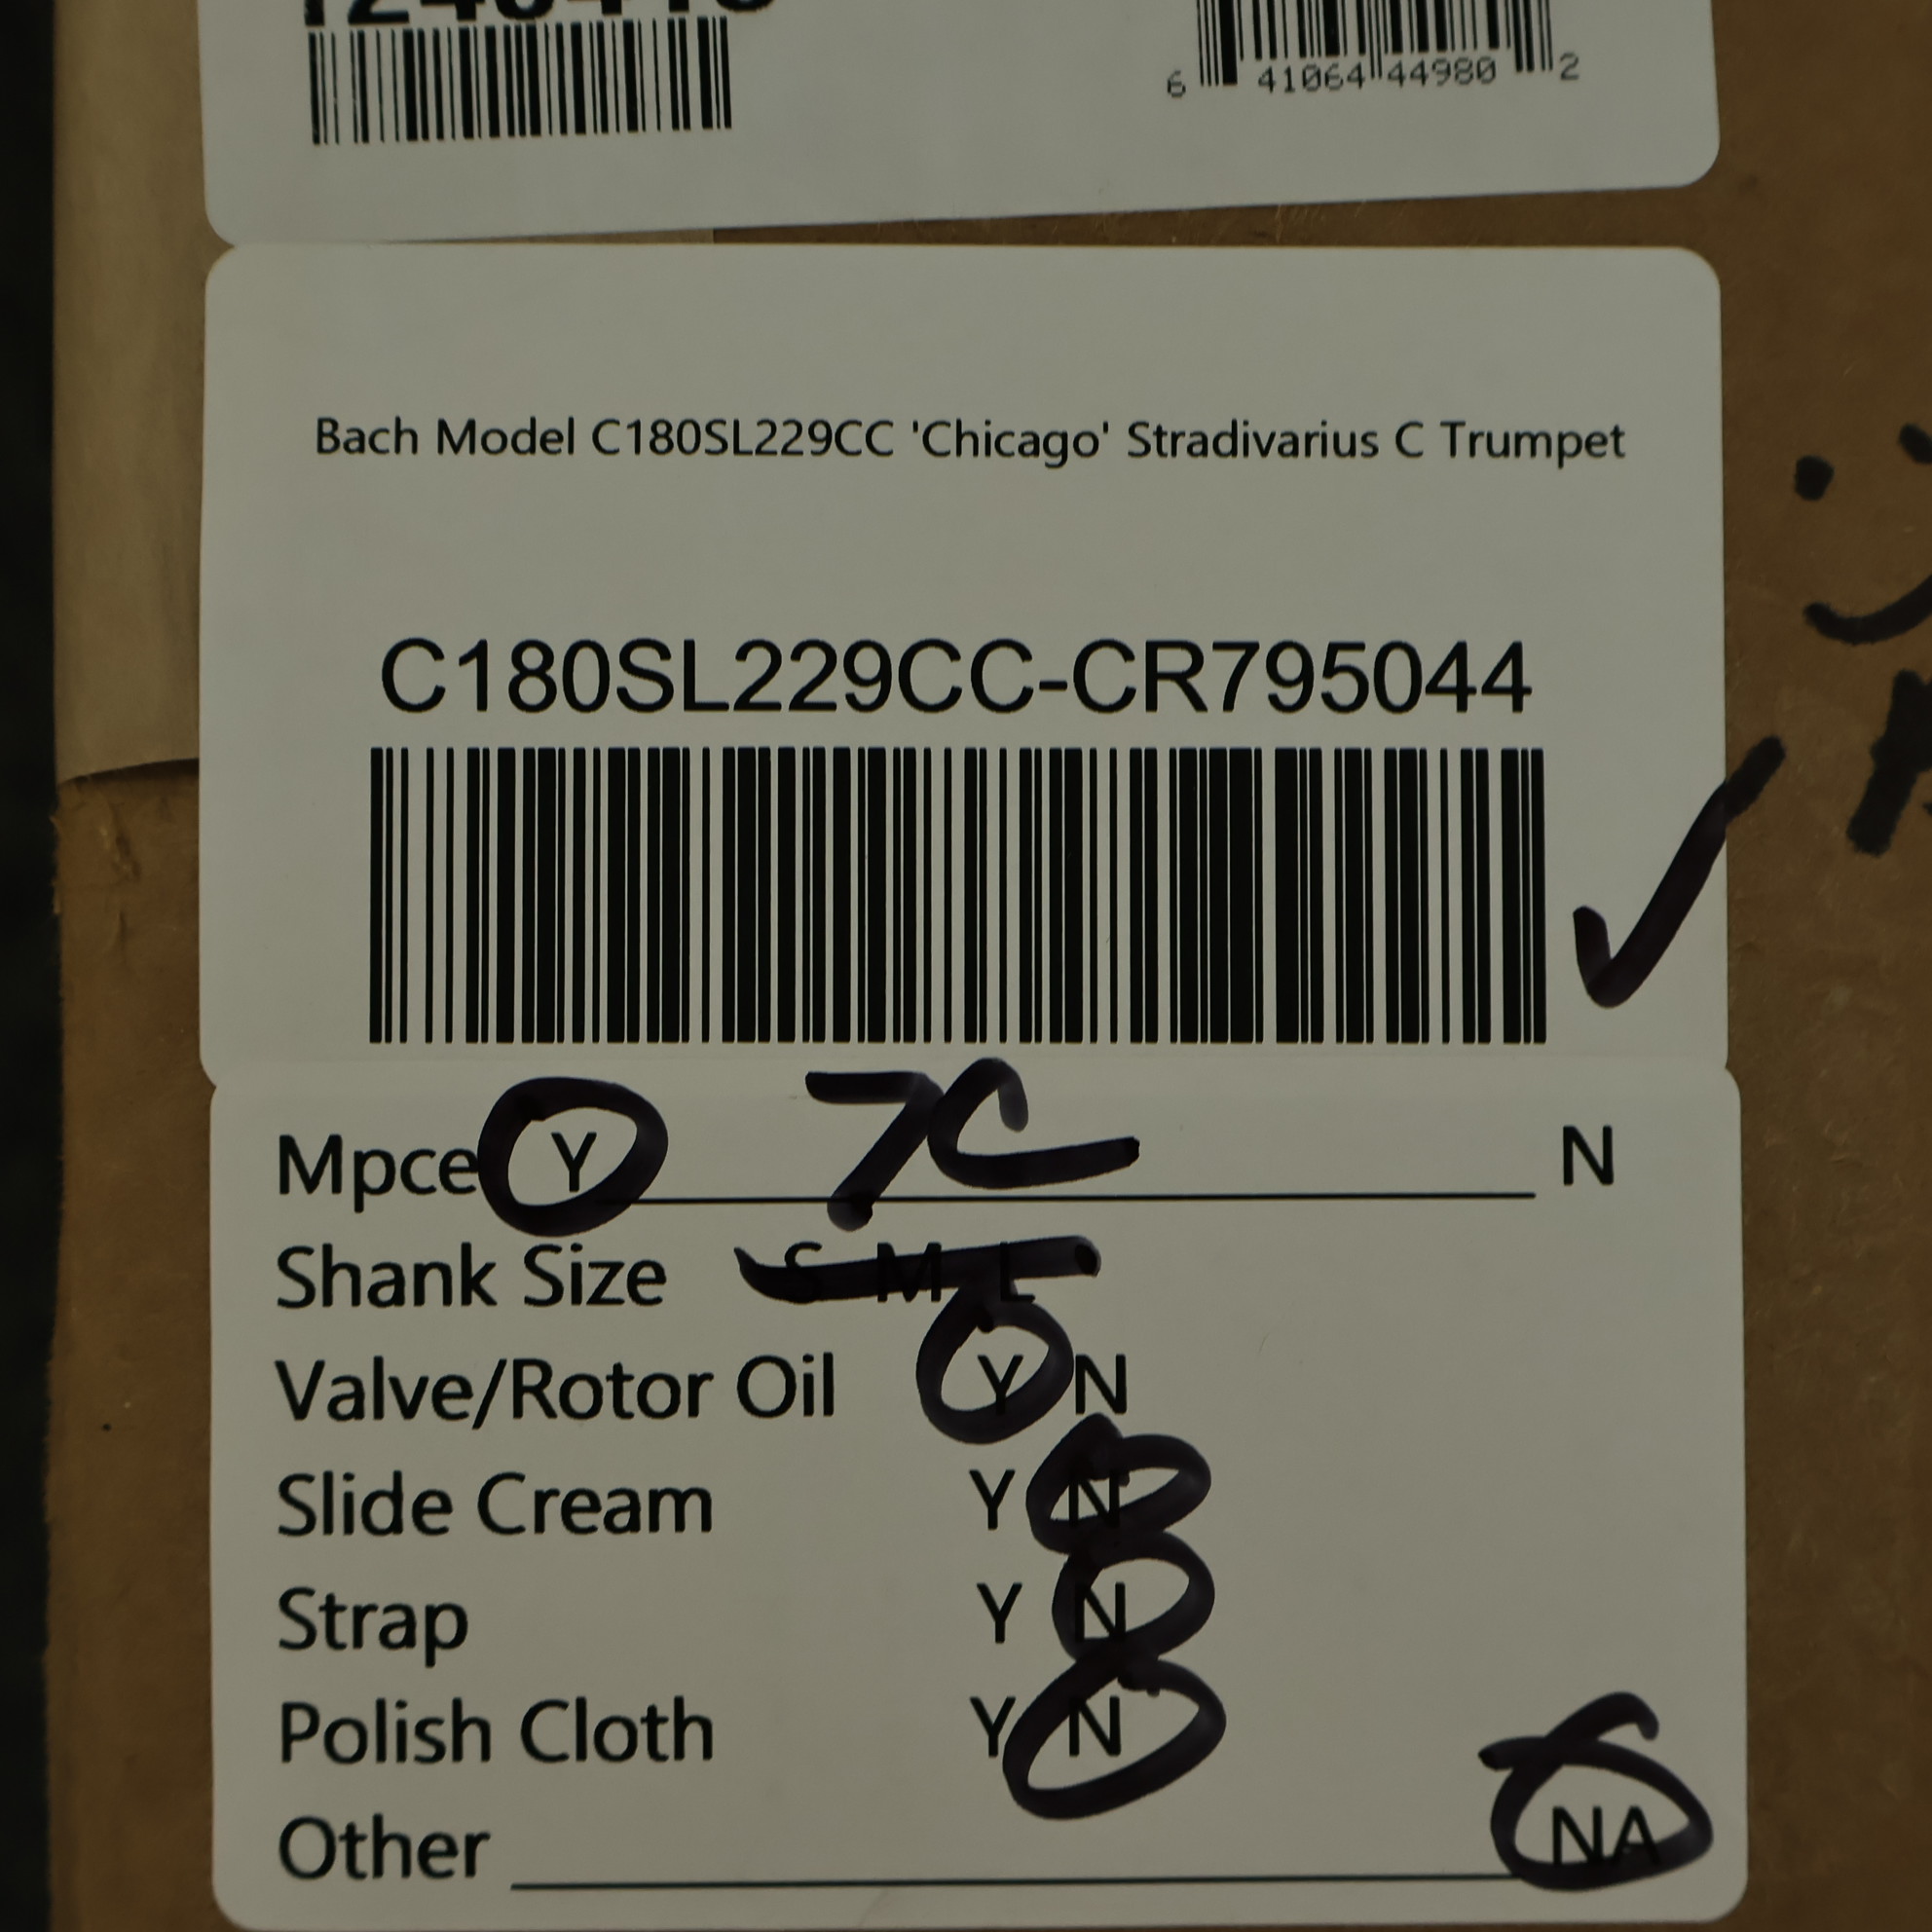 6 41064 44980 2
Bach Model C180SL229CC 'Chicago' Stradivarius C Trumpet
C180SL229CC-CR795044
Mpce Y 7C N
Shank Size S M L
Valve/Rotor Oil Y N
Slide Cream Y N
Strap Y N
Polish Cloth Y N
Other NA